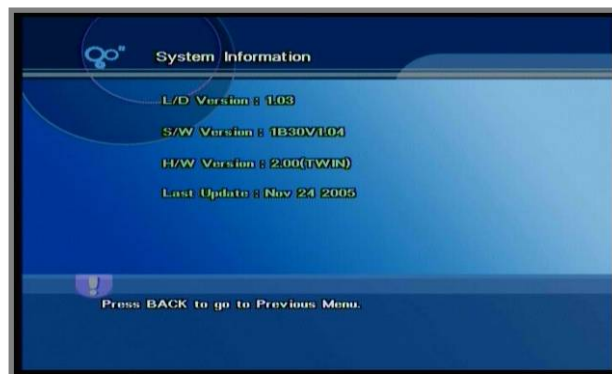 System Information
L/D Version : 1.03
S/W Version : 1B30V1.04
H/W Version : 2.00(TWIN)
Last Update : Nov 24 2005
!
Press BACK to go to Previous Menu.